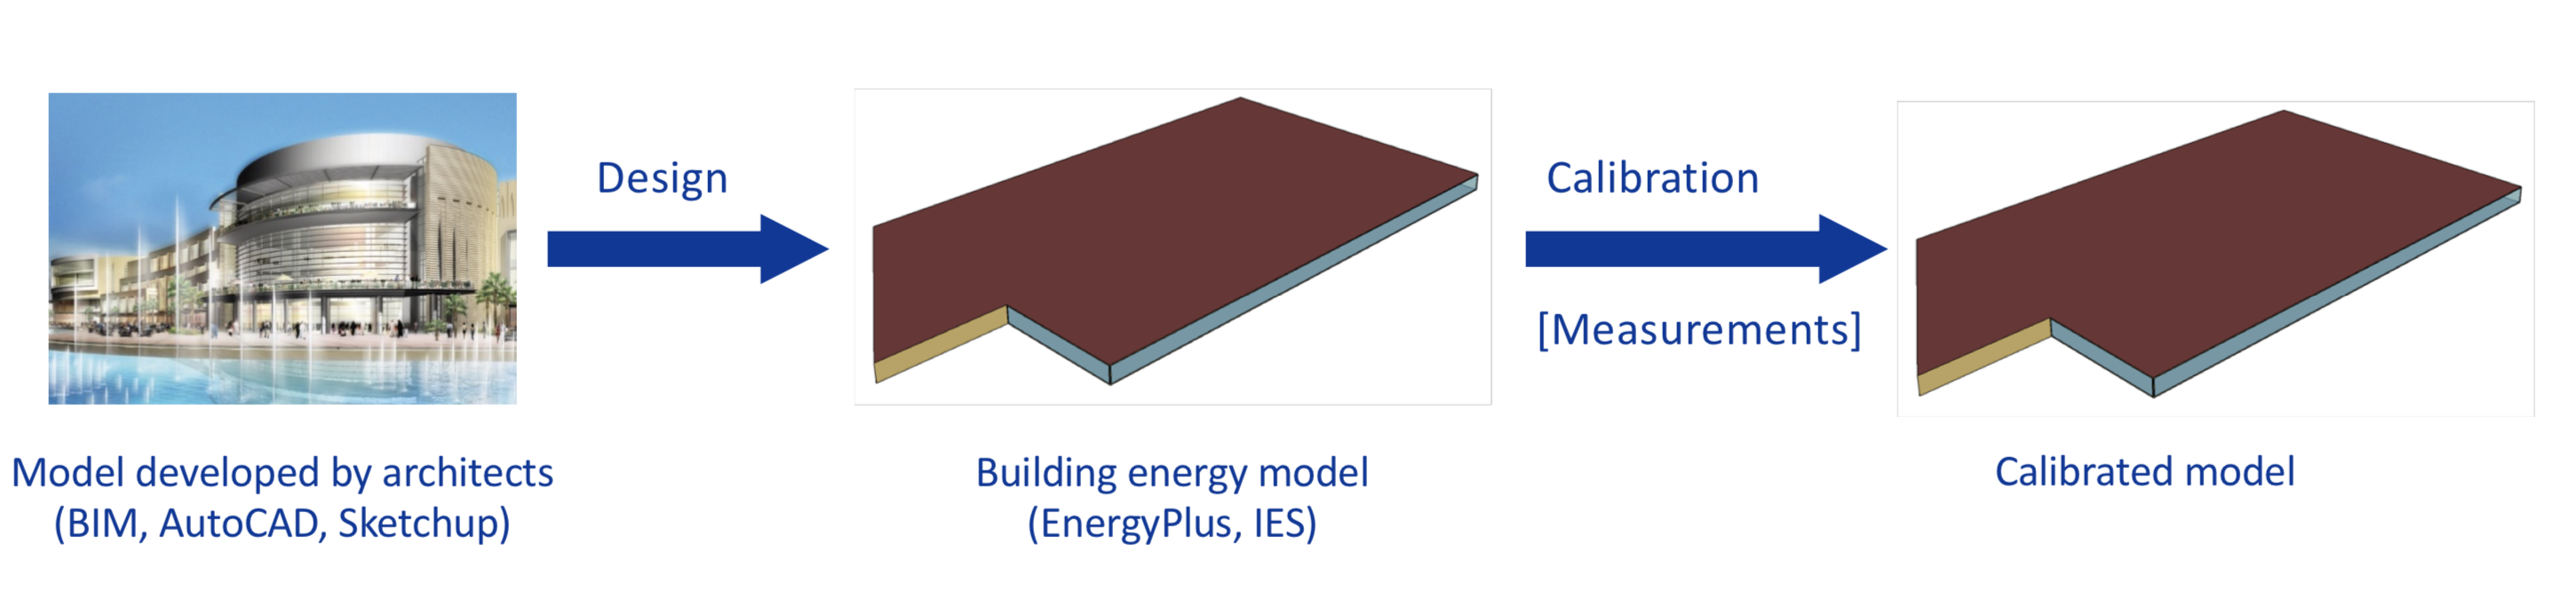 Design
Calibration
[Measurements]
Model developed by architects
(BIM, AutoCAD, Sketchup)
Building energy model
(EnergyPlus, IES)
Calibrated model